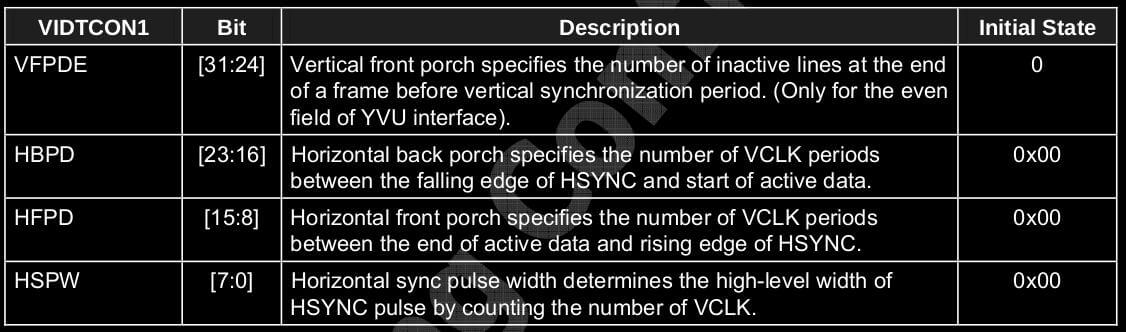 VIDTCON1 Bit Description Initial State
VFPDE [31:24] Vertical front porch specifies the number of inactive lines at the end 0
of a frame before vertical synchronization period. (Only for the even
field of YVU interface).
HBPD [23:16] Horizontal back porch specifies the number of VCLK periods 0x00
between the falling edge of HSYNC and start of active data.
HFPD [15:8] Horizontal front porch specifies the number of VCLK periods 0x00
between the end of active data and rising edge of HSYNC.
HSPW [7:0] Horizontal sync pulse width determines the high-level width of 0x00
HSYNC pulse by counting the number of VCLK.